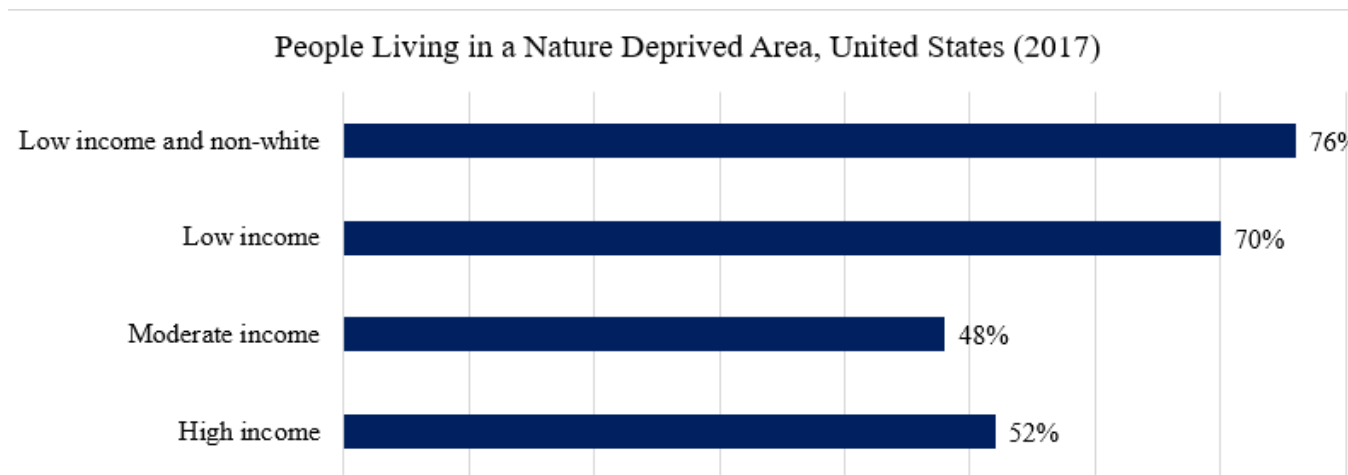 People Living in a Nature Deprived Area, United States (2017)
Low income and non-white 76%
Low income 70%
Moderate income 48%
High income 52%